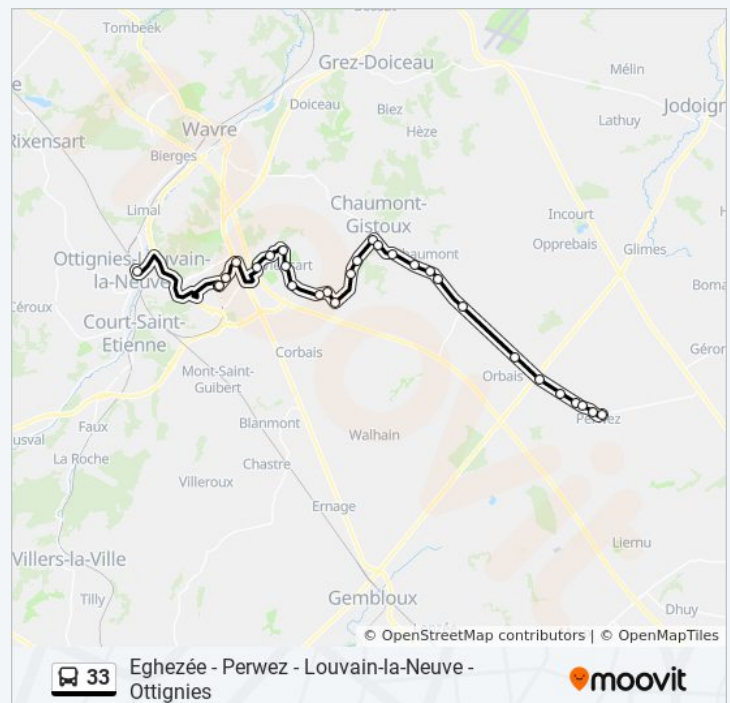 Tombeek
Grez-Doiceau
Mélin
Doiceau
Biez
Jodoign
Rixensart
Wavre
Hèze
Lathuy
Bierges
Limal
Chaumont-
Gistoux
Incourt
Opprebais
Glimes
Ottignies-Louvain-
la-Neuve
Chaumont
Céroux
Court-Saint-
Etienne
Corbais
Mont-Saint-
Guibert
Orbais
Géron
Faux
Blanmont
Walhain
Perwez
La Roche
Chastre
Villeroux
Ernage
Villers-la-Ville
Liernu
Tilly
Gembloux
Dhuy
© OpenStreetMap contributors | © OpenMapTiles
33
Eghezée - Perwez - Louvain-la-Neuve -
Ottignies
moovit